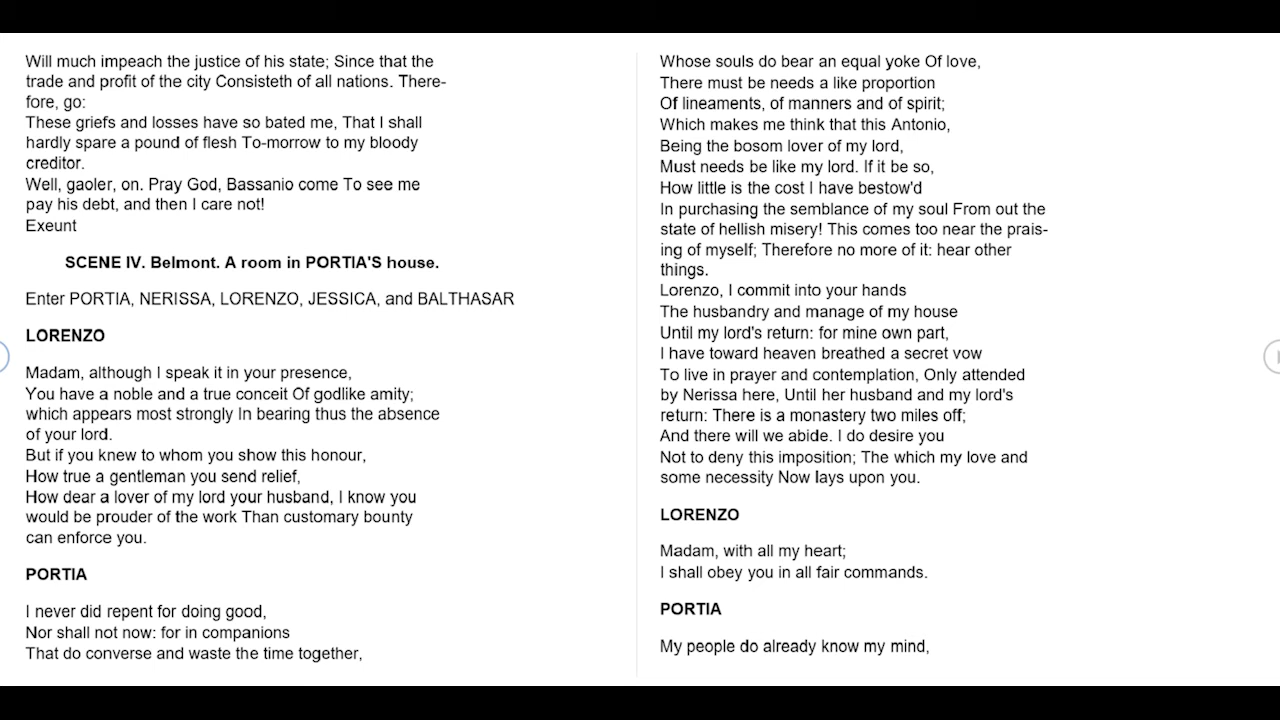 Will much impeach the justice of his state; Since that the
trade and profit of the city Consisteth of all nations. There-
fore, go:
These griefs and losses have so bated me, That I shall
hardly spare a pound of flesh To-morrow to my bloody
creditor.
Well, gaoler, on. Pray God, Bassanio come To see me
pay his debt, and then I care not!
Exeunt
SCENE IV. Belmont. A room in PORTIA'S house.
Enter PORTIA, NERISSA, LORENZO, JESSICA, and BALTHASAR
LORENZO
Madam, although I speak it in your presence,
You have a noble and a true conceit Of godlike amity;
which appears most strongly In bearing thus the absence
of your lord.
But if you knew to whom you show this honour,
How true a gentleman you send relief,
How dear a lover of my lord your husband, I know you
would be prouder of the work Than customary bounty
can enforce you.
PORTIA
I never did repent for doing good,
Nor shall not now: for in companions
That do converse and waste the time together,
Whose souls do bear an equal yoke Of love,
There must be needs a like proportion
Of lineaments, of manners and of spirit;
Which makes me think that this Antonio,
Being the bosom lover of my lord,
Must needs be like my lord. If it be so,
How little is the cost I have bestow'd
In purchasing the semblance of my soul From out the
state of hellish misery! This comes too near the prais-
ing of myself; Therefore no more of it: hear other
things.
Lorenzo, I commit into your hands
The husbandry and manage of my house
Until my lord's return: for mine own part,
I have toward heaven breathed a secret vow
To live in prayer and contemplation, Only attended
by Nerissa here, Until her husband and my lord's
return: There is a monastery two miles off;
And there will we abide. I do desire you
Not to deny this imposition; The which my love and
some necessity Now lays upon you.
LORENZO
Madam, with all my heart;
I shall obey you in all fair commands.
PORTIA
My people do already know my mind,